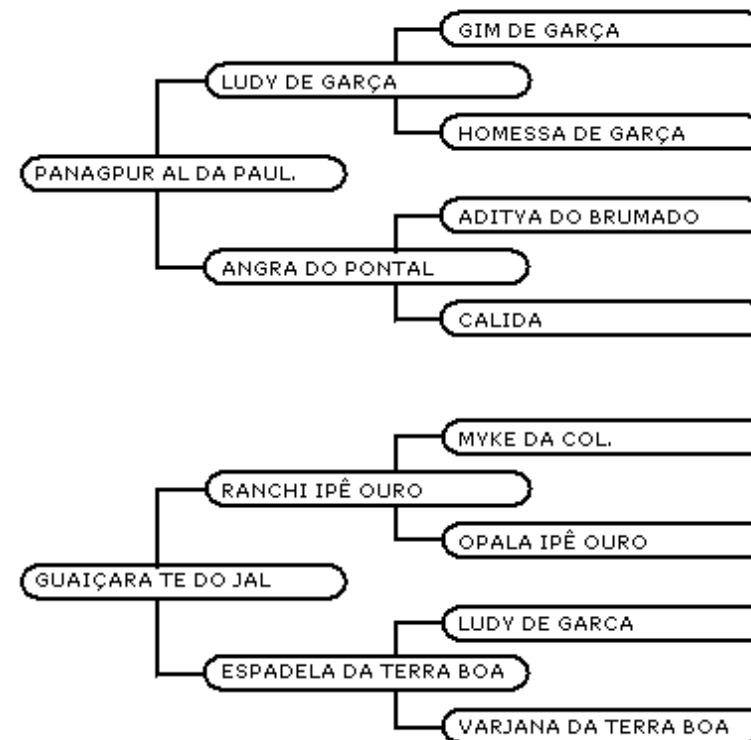 GIM DE GARÇA
LUDY DE GARÇA
HOMESSA DE GARÇA
PANAGPUR AL DA PAUL.
ADITYA DO BRUMADO
ANGRA DO PONTAL
CALIDA
MYKE DA COL.
RANCHI IPÊ OURO
OPALA IPÊ OURO
GUAIÇARA TE DO JAL
LUDY DE GARCA
ESPADELA DA TERRA BOA
VARJANA DA TERRA BOA